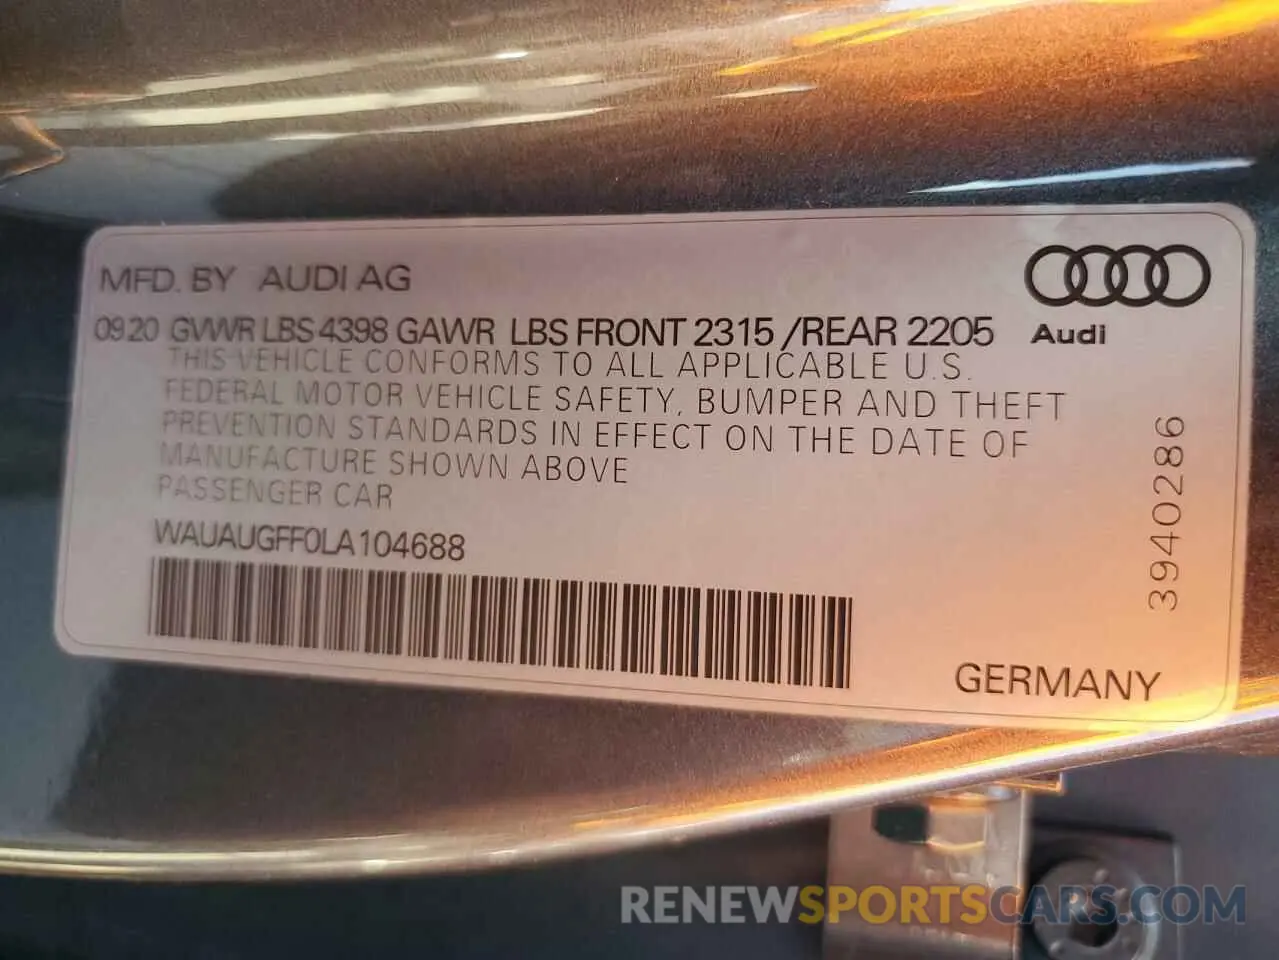 MFD. BY AUDI AG
09.20 GVWR LBS 4398 GAWR LBS FRONT 2315 /REAR 2205
Audi
THIS VEHICLE CONFORMS TO ALL APPLICABLE U.S.
FEDERAL MOTOR VEHICLE SAFETY, BUMPER AND THEFT
PREVENTION STANDARDS IN EFFECT ON THE DATE OF
MANUFACTURE SHOWN ABOVE
PASSENGER CAR
WAUAUGFF0LA104688
3940286
GERMANY
RENEWSPORTSCARS.COM